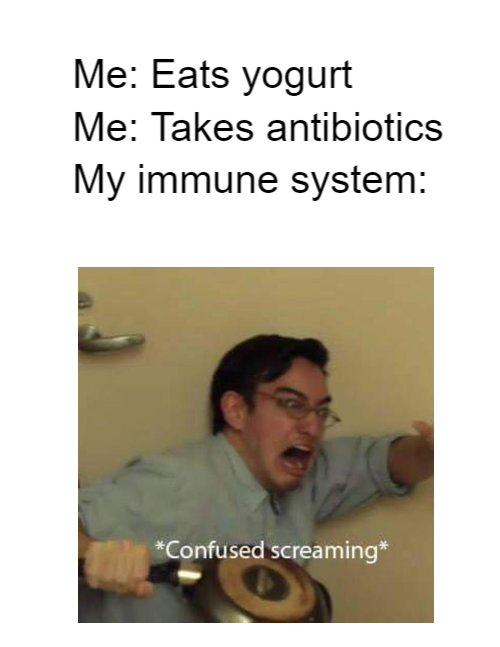 Me: Eats yogurt
Me: Takes antibiotics
My immune system:
*Confused screaming*